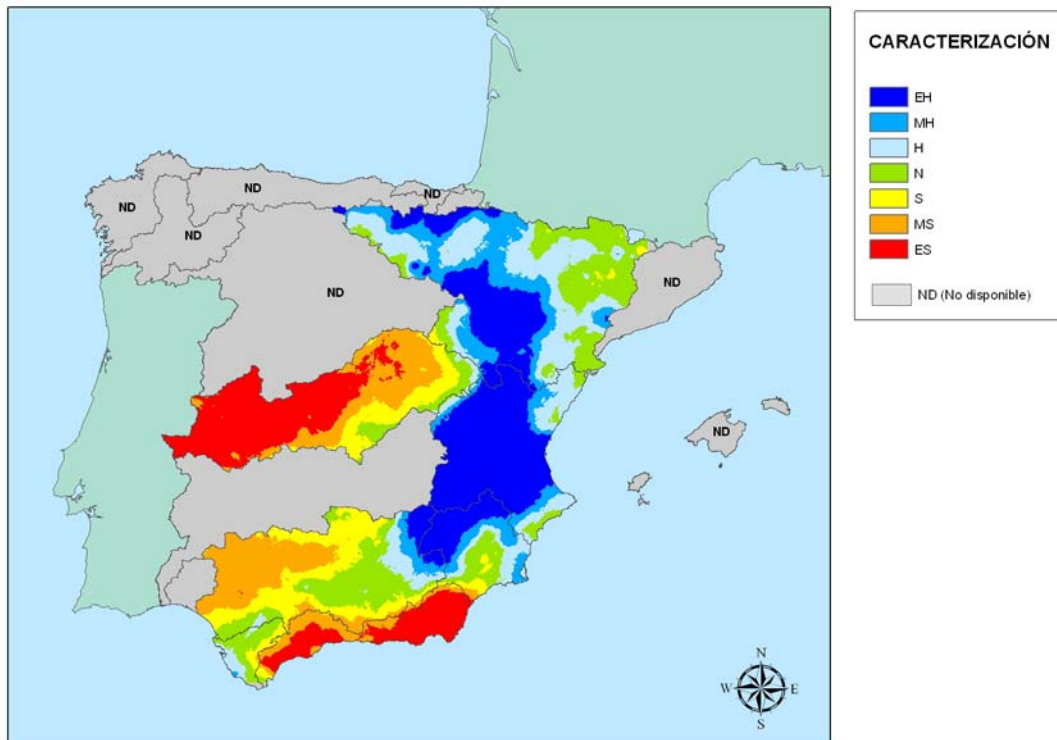 CARACTERIZACIÓN
EH
MH
H
N
S
MS
ES
ND (No disponible)
ND
ND
ND
ND
ND
ND
ND
N
W
E
S